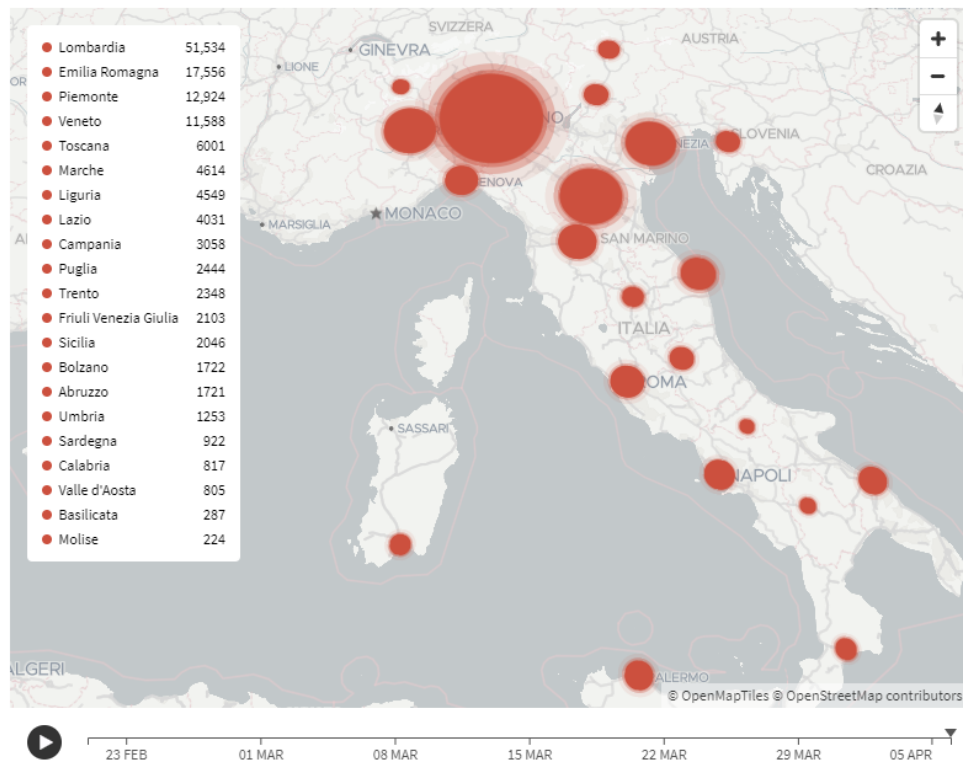 SVIZZERA
AUSTRIA
GINEVRA
LIONE
SLOVENIA
CROAZIA
MONACO
MARSIGLIA
SAN MARINO
ITALIA
SASSARI
NAPOLI
Lombardia 51,534
Emilia Romagna 17,556
Piemonte 12,924
Veneto 11,588
Toscana 6001
Marche 4614
Liguria 4549
Lazio 4031
Campania 3058
Puglia 2444
Trento 2348
Friuli Venezia Giulia 2103
Sicilia 2046
Bolzano 1722
Abruzzo 1721
Umbria 1253
Sardegna 922
Calabria 817
Valle d'Aosta 805
Basilicata 287
Molise 224
© OpenMapTiles © OpenStreetMap contributors
23 FEB
01 MAR
08 MAR
15 MAR
22 MAR
29 MAR
05 APR